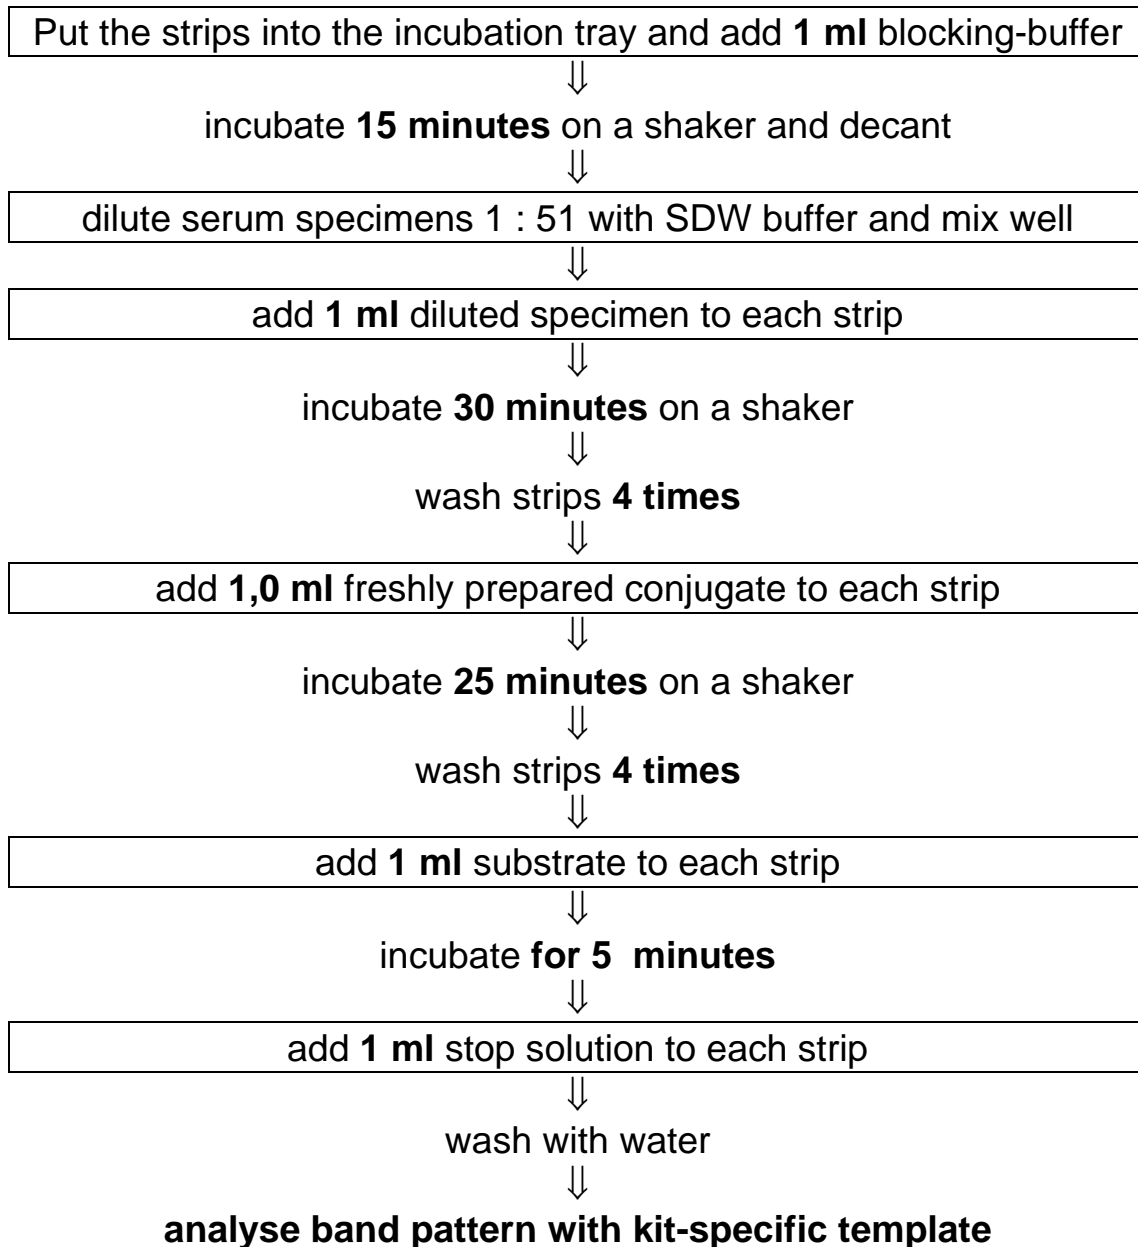 Put the strips into the incubation tray and add 1 ml blocking-buffer
⇓
incubate 15 minutes on a shaker and decant
⇓
dilute serum specimens 1 : 51 with SDW buffer and mix well
⇓
add 1 ml diluted specimen to each strip
⇓
incubate 30 minutes on a shaker
⇓
wash strips 4 times
⇓
add 1,0 ml freshly prepared conjugate to each strip
⇓
incubate 25 minutes on a shaker
⇓
wash strips 4 times
⇓
add 1 ml substrate to each strip
⇓
incubate for 5  minutes
⇓
add 1 ml stop solution to each strip
⇓
wash with water
⇓
analyse band pattern with kit-specific template